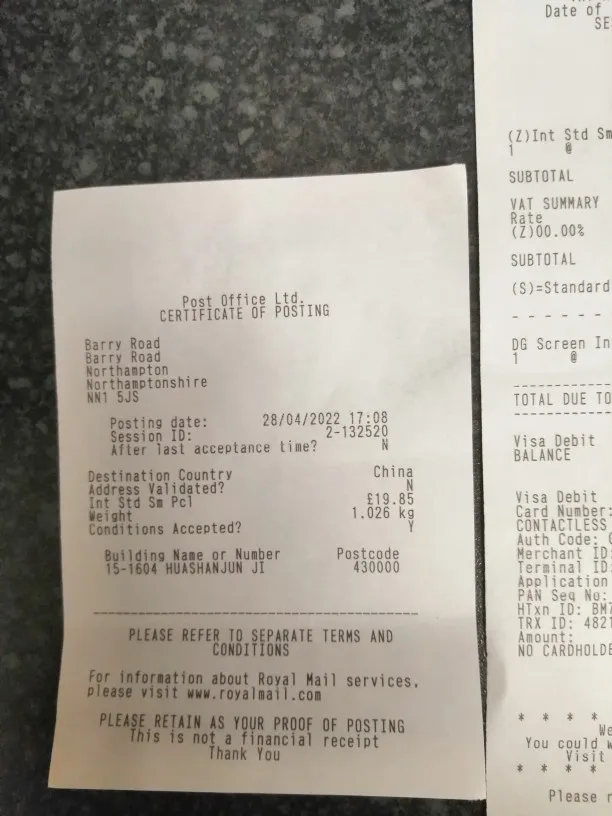 Post Office Ltd.
CERTIFICATE OF POSTING
Barry Road
Barry Road
Northampton
Northamptonshire
NN1 5JS
Posting date: 28/04/2022 17:08
Session ID: 2-132520
After last acceptance time? N
Destination Country China
Address Validated? N
Int Std Sm Pcl £19.85
Weight 1.026 kg
Conditions Accepted? Y
Building Name or Number Postcode
15-1604 HUASHANJUN JI 430000
PLEASE REFER TO SEPARATE TERMS AND
CONDITIONS
For information about Royal Mail services,
please visit www.royalmail.com
PLEASE RETAIN AS YOUR PROOF OF POSTING
This is not a financial receipt
Thank You
Date of
SE
(Z)Int Std Sm
1 @
SUBTOTAL
VAT SUMMARY
Rate
(Z)00.00%
SUBTOTAL
(S)=Standard
- - - - - -
DG Screen In
1 @
TOTAL DUE TO
Visa Debit
BALANCE
Visa Debit
Card Number:
CONTACTLESS
Auth Code:
Merchant ID:
Terminal ID:
Application
PAN Seq No:
HTxn ID: BM
TRX ID: 4821
Amount:
NO CARDHOLDE
* * * *
We
You could w
Visit
* * * *
Please r